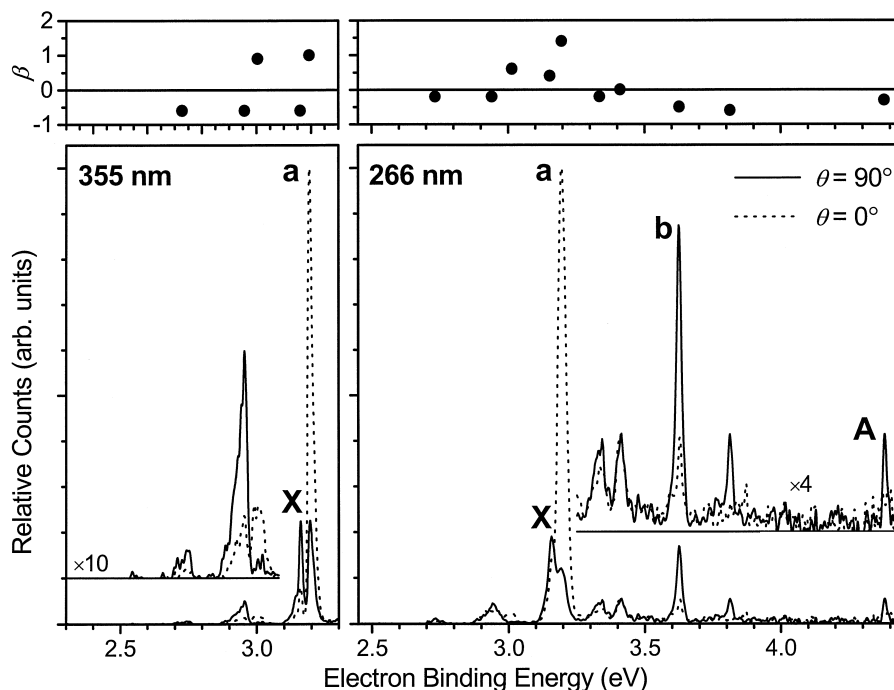 β
2
1
0
-1
355 nm
a
X
×10
266 nm
a
θ = 90°
θ = 0°
b
A
×4
X
Relative Counts (arb. units)
2.5
3.0
2.5
3.0
3.5
4.0
Electron Binding Energy (eV)